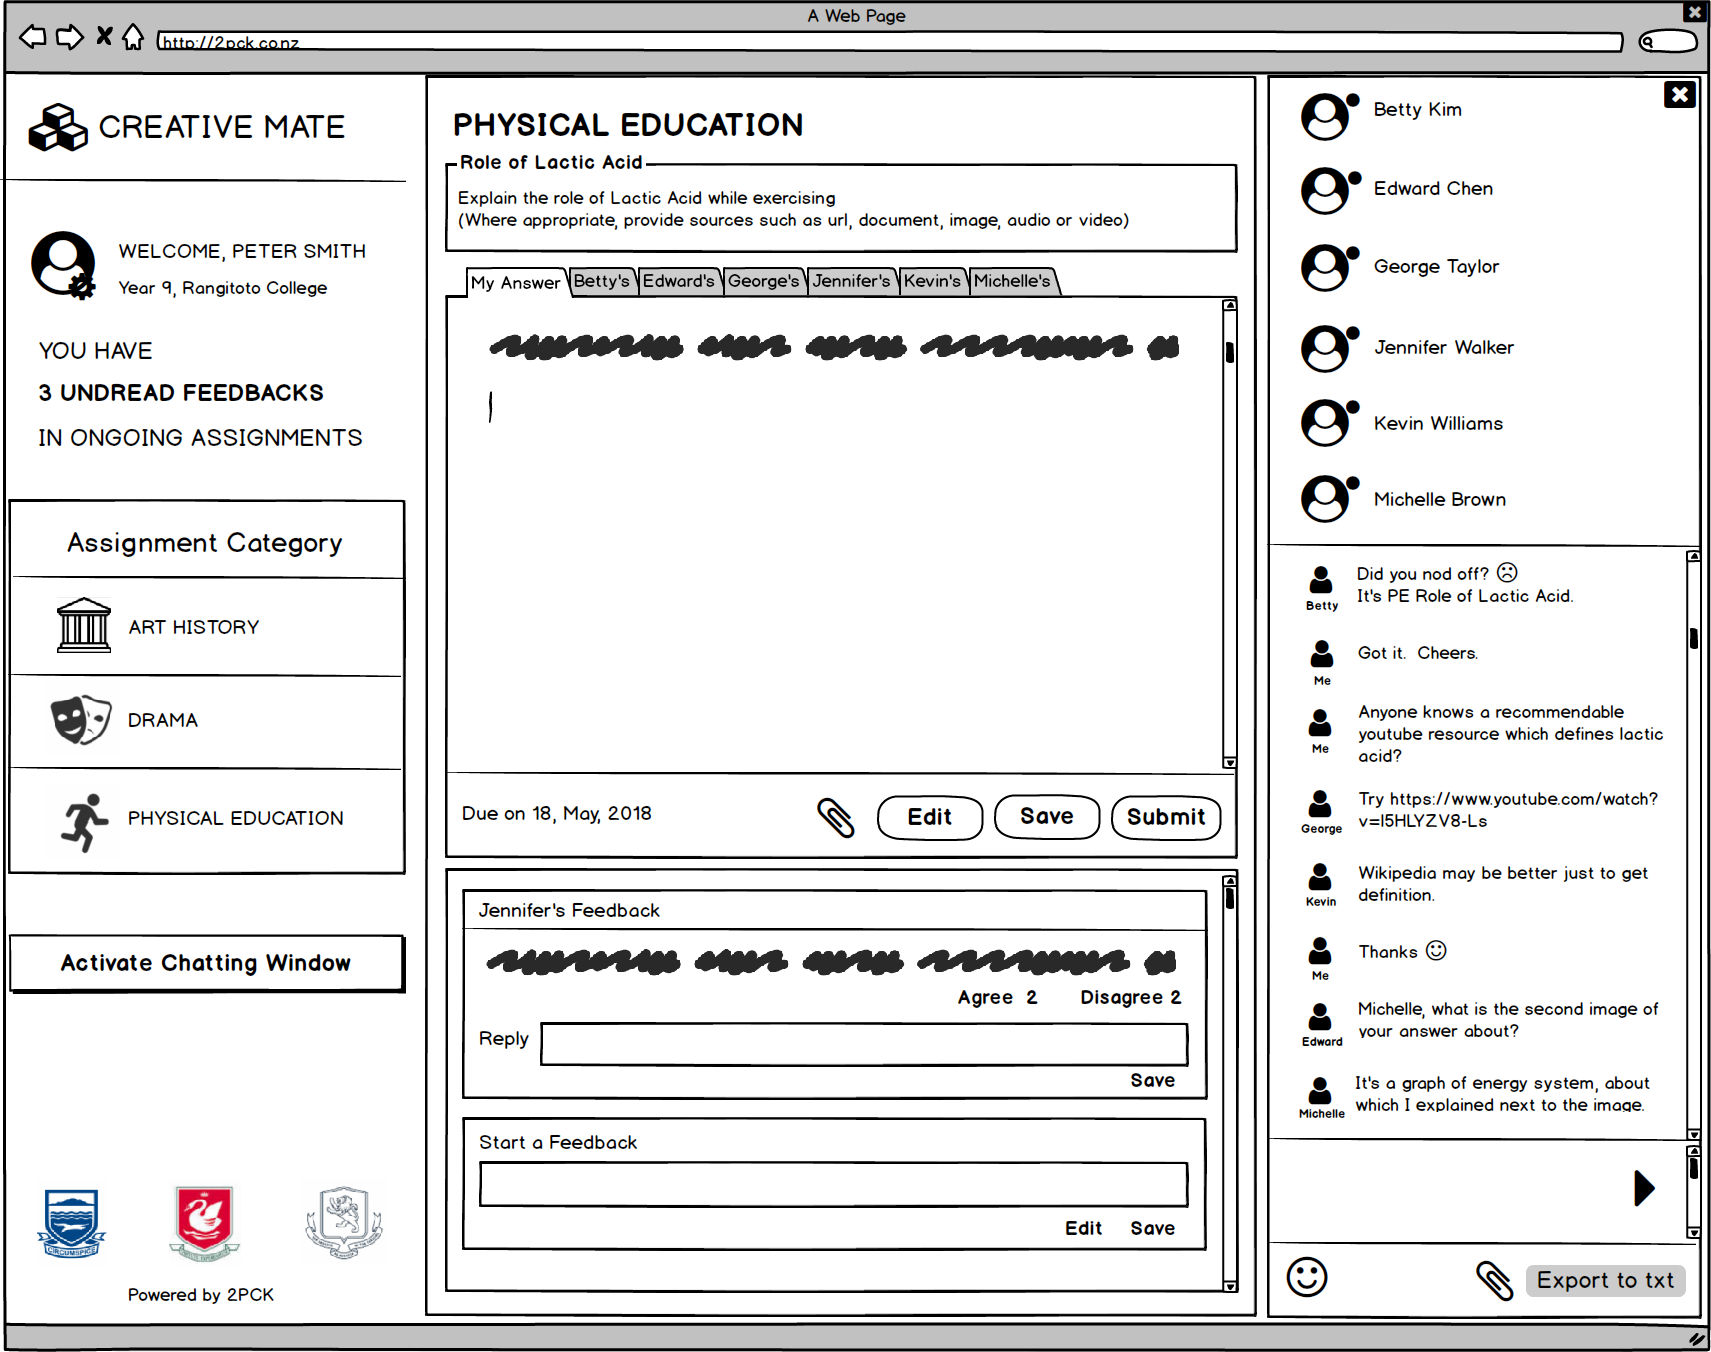 A Web Page
http://2pck.co.nz
CREATIVE MATE
WELCOME, PETER SMITH
Year 9, Rangitoto College
YOU HAVE
3 UNDREAD FEEDBACKS
IN ONGOING ASSIGNMENTS
Assignment Category
ART HISTORY
DRAMA
PHYSICAL EDUCATION
Activate Chatting Window
CIRCUMSPICE
Powered by 2PCK
PHYSICAL EDUCATION
Role of Lactic Acid
Explain the role of Lactic Acid while exercising
(Where appropriate, provide sources such as url, document, image, audio or video)
My Answer Betty's Edward's George's Jennifer's Kevin's Michelle's
Due on 18, May, 2018
Edit Save Submit
Jennifer's Feedback
Agree 2 Disagree 2
Reply
Save
Start a Feedback
Edit Save
Betty Kim
Edward Chen
George Taylor
Jennifer Walker
Kevin Williams
Michelle Brown
Betty
Did you nod off?
It's PE Role of Lactic Acid.
Me
Got it. Cheers.
Me
Anyone knows a recommendable
youtube resource which defines lactic
acid?
George
Try https://www.youtube.com/watch?
v=I5HLYZV8-Ls
Kevin
Wikipedia may be better just to get
definition.
Me
Thanks
Edward
Michelle, what is the second image of
your answer about?
Michelle
It's a graph of energy system, about
which I explained next to the image.
Export to txt